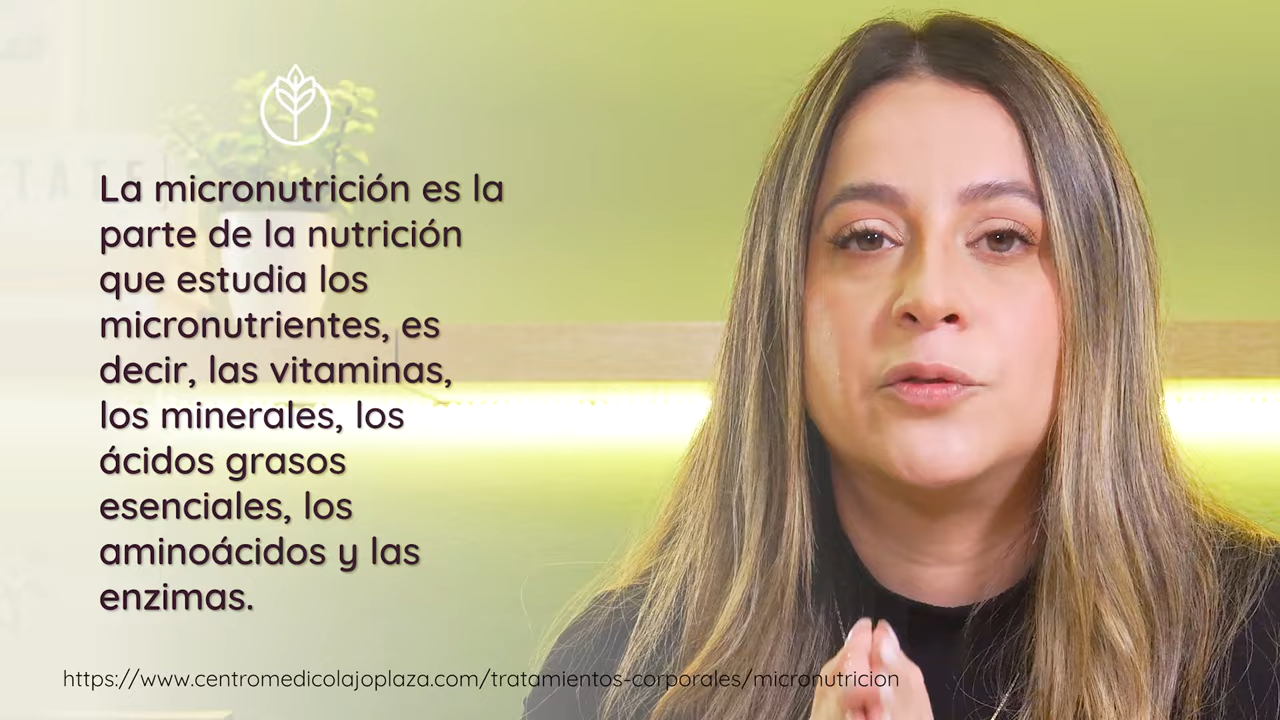 La micronutrición es la
parte de la nutrición
que estudia los
micronutrientes, es
decir, las vitaminas,
los minerales, los
ácidos grasos
esenciales, los
aminoácidos y las
enzimas.
https://www.centromedicolajoplaza.com/tratamientos-corporales/micronutricion